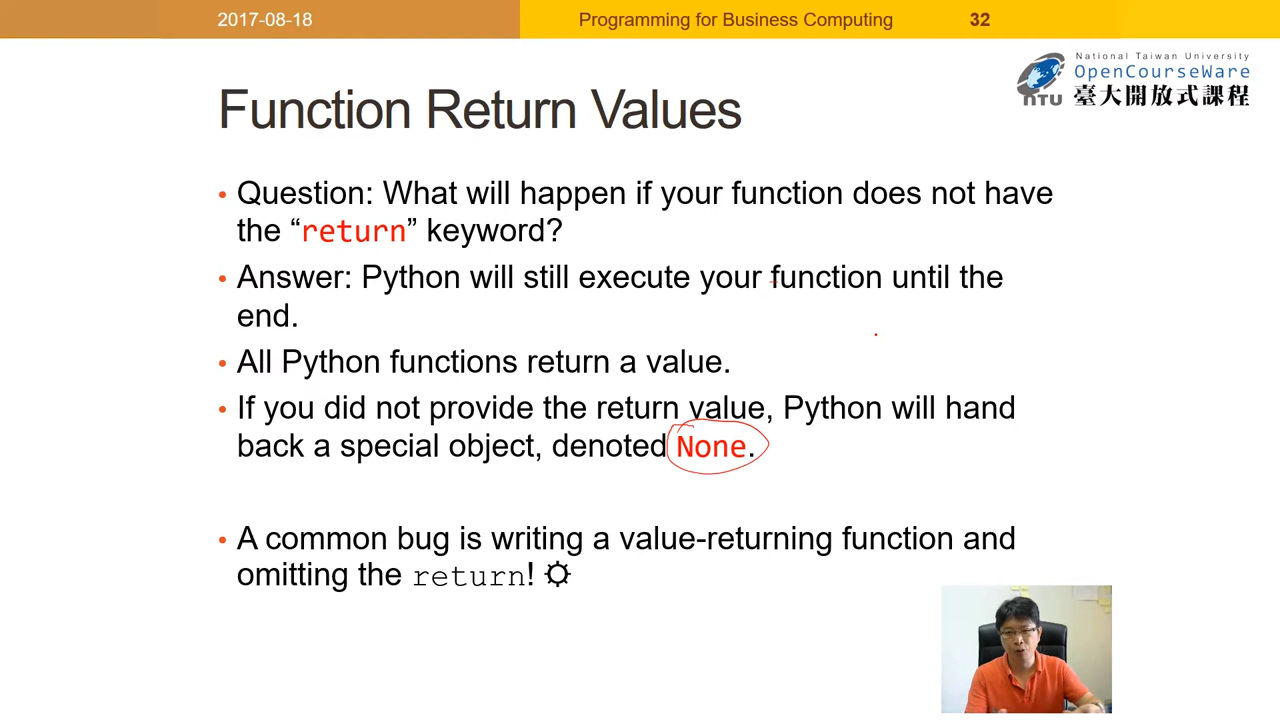 2017-08-18
Programming for Business Computing
32
National Taiwan University
OpenCourseWare
NTU
臺大開放式課程
Function Return Values
• Question: What will happen if your function does not have
the “return” keyword?
• Answer: Python will still execute your function until the
end.
• All Python functions return a value.
• If you did not provide the return value, Python will hand
back a special object, denoted None.
• A common bug is writing a value-returning function and
omitting the return!